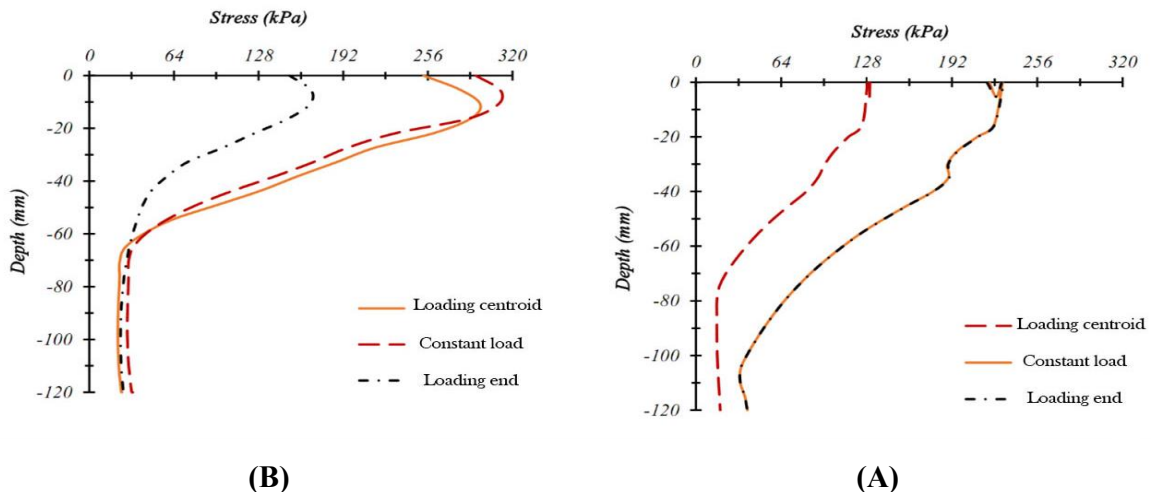 Stress (kPa)
0 64 128 192 256 320
0
-20
-40
-60
-80
-100
-120
Depth (mm)
Loading centroid
Constant load
Loading end
(B)
Stress (kPa)
0 64 128 192 256 320
0
-20
-40
-60
-80
-100
-120
Depth (mm)
Loading centroid
Constant load
Loading end
(A)